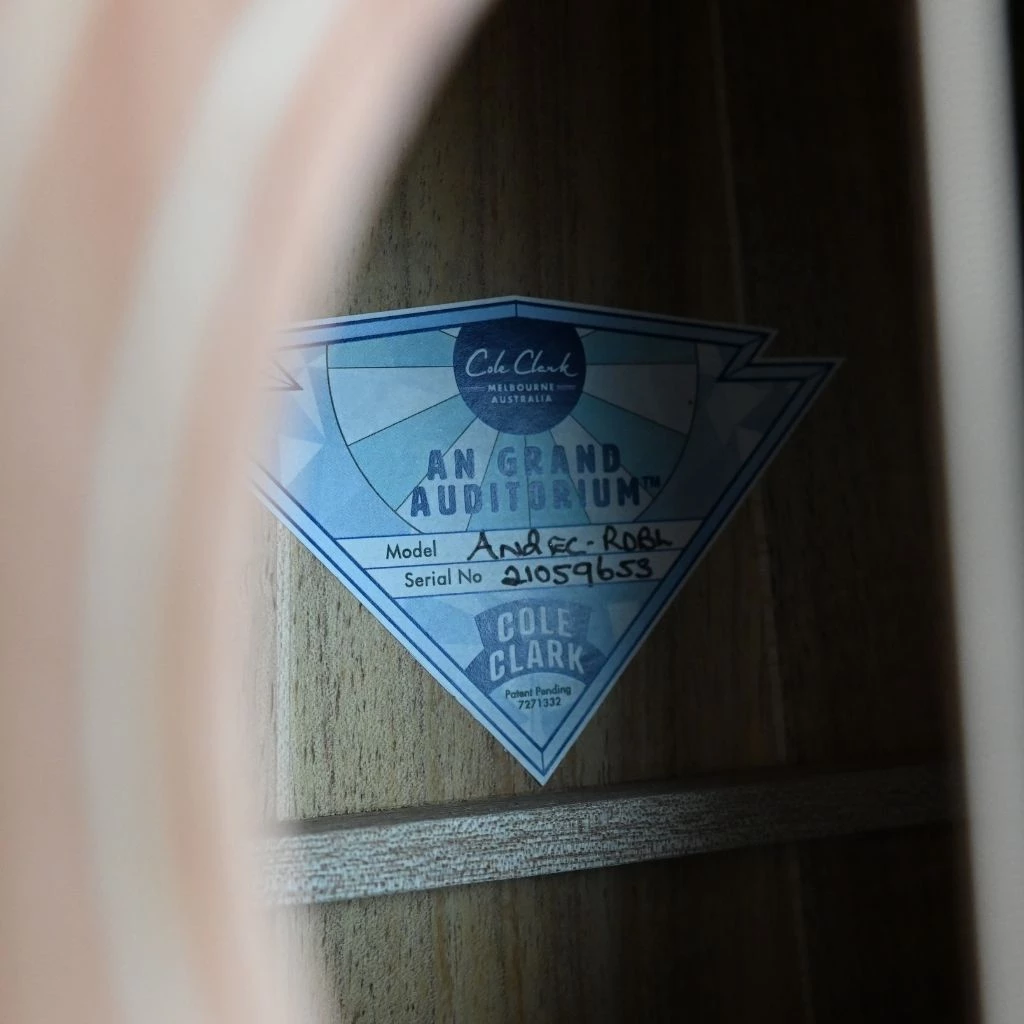 Cole Clark
MELBOURNE
AUSTRALIA
AN GRAND
AUDITORIUM™
Model AN2EC-RDBL
Serial No 21059653
COLE
CLARK
Patent Pending
7271332